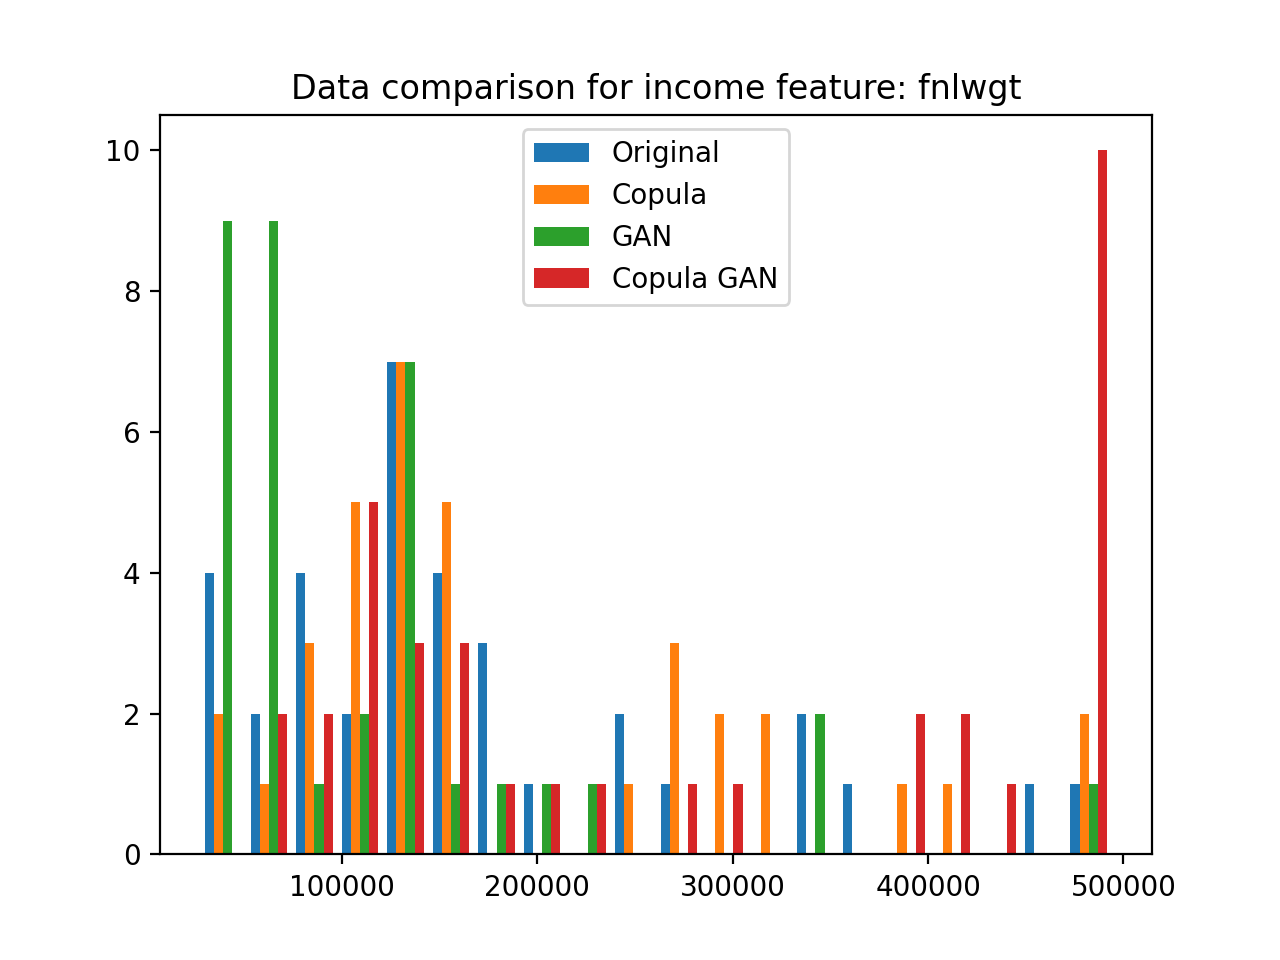 Data comparison for income feature: fnlwgt
Original
Copula
GAN
Copula GAN
10
8
6
4
2
0
100000 200000 300000 400000 500000